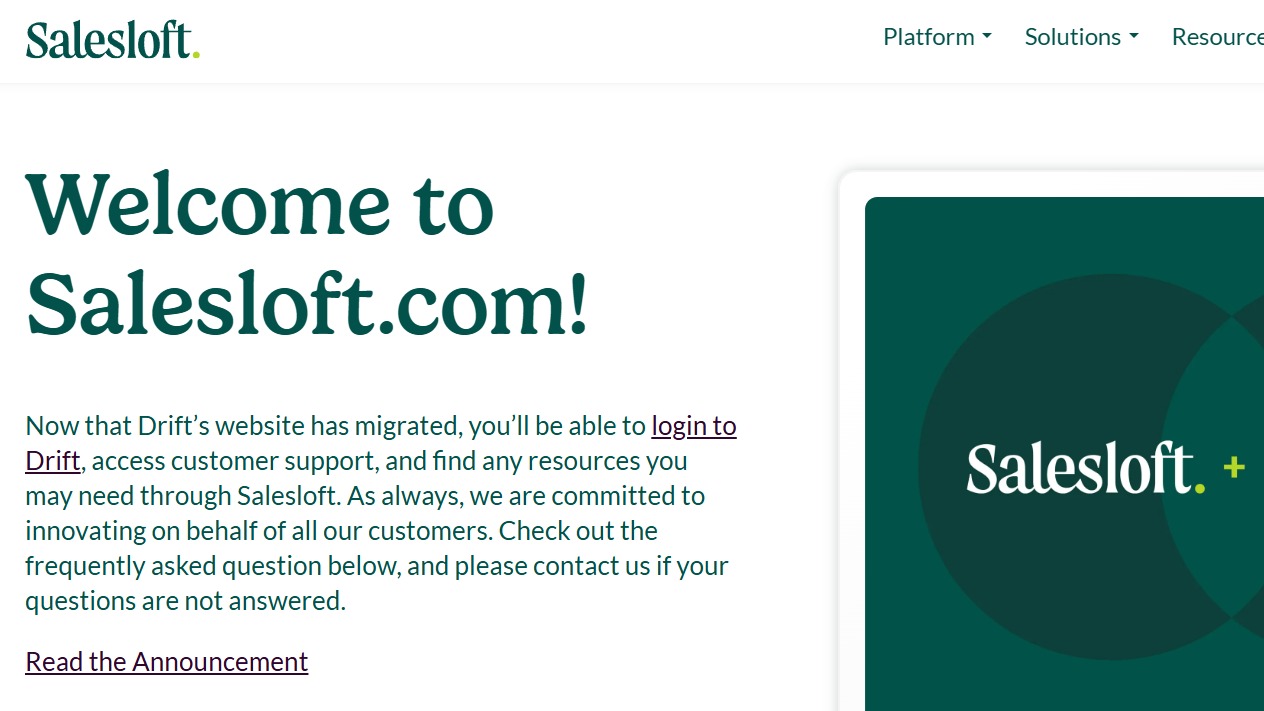 Salesloft.
Platform Solutions Resource
Welcome to
Salesloft.com!
Now that Drift’s website has migrated, you’ll be able to login to
Drift, access customer support, and find any resources you
may need through Salesloft. As always, we are committed to
innovating on behalf of all our customers. Check out the
frequently asked question below, and please contact us if your
questions are not answered.
Read the Announcement
Salesloft. +